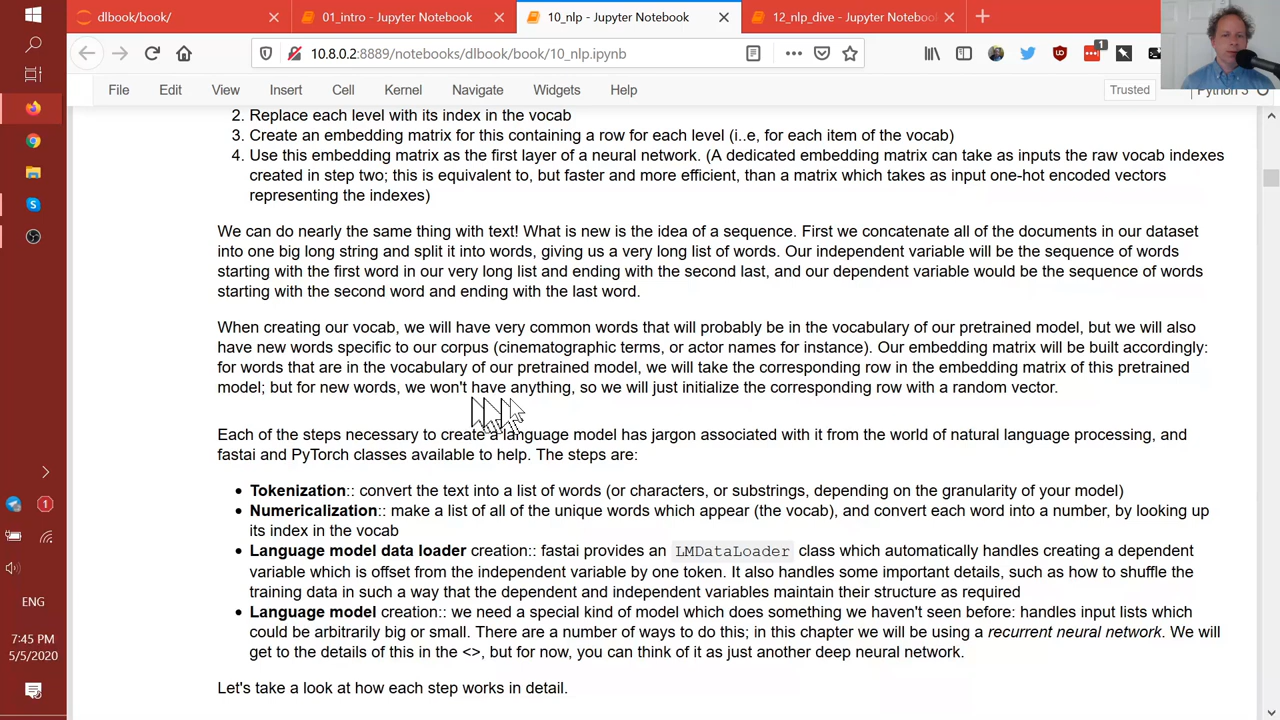 dlbook/book/
01_intro - Jupyter Notebook
10_nlp - Jupyter Notebook
12_nlp_dive - Jupyter Notebook
10.8.0.2:8889/notebooks/dlbook/book/10_nlp.ipynb
1
File Edit View Insert Cell Kernel Navigate Widgets Help
Trusted
Python 3
2. Replace each level with its index in the vocab
3. Create an embedding matrix for this containing a row for each level (i..e, for each item of the vocab)
4. Use this embedding matrix as the first layer of a neural network. (A dedicated embedding matrix can take as inputs the raw vocab indexes
created in step two; this is equivalent to, but faster and more efficient, than a matrix which takes as input one-hot encoded vectors
representing the indexes)
We can do nearly the same thing with text! What is new is the idea of a sequence. First we concatenate all of the documents in our dataset
into one big long string and split it into words, giving us a very long list of words. Our independent variable will be the sequence of words
starting with the first word in our very long list and ending with the second last, and our dependent variable would be the sequence of words
starting with the second word and ending with the last word.
When creating our vocab, we will have very common words that will probably be in the vocabulary of our pretrained model, but we will also
have new words specific to our corpus (cinematographic terms, or actor names for instance). Our embedding matrix will be built accordingly:
for words that are in the vocabulary of our pretrained model, we will take the corresponding row in the embedding matrix of this pretrained
model; but for new words, we won't have anything, so we will just initialize the corresponding row with a random vector.
Each of the steps necessary to create a language model has jargon associated with it from the world of natural language processing, and
fastai and PyTorch classes available to help. The steps are:
• Tokenization:: convert the text into a list of words (or characters, or substrings, depending on the granularity of your model)
• Numericalization:: make a list of all of the unique words which appear (the vocab), and convert each word into a number, by looking up
its index in the vocab
• Language model data loader creation:: fastai provides an LMDataLoader class which automatically handles creating a dependent
variable which is offset from the independent variable by one token. It also handles some important details, such as how to shuffle the
training data in such a way that the dependent and independent variables maintain their structure as required
• Language model creation:: we need a special kind of model which does something we haven't seen before: handles input lists which
could be arbitrarily big or small. There are a number of ways to do this; in this chapter we will be using a recurrent neural network. We will
get to the details of this in the <>, but for now, you can think of it as just another deep neural network.
Let's take a look at how each step works in detail.
1
ENG
7:45 PM
5/5/2020